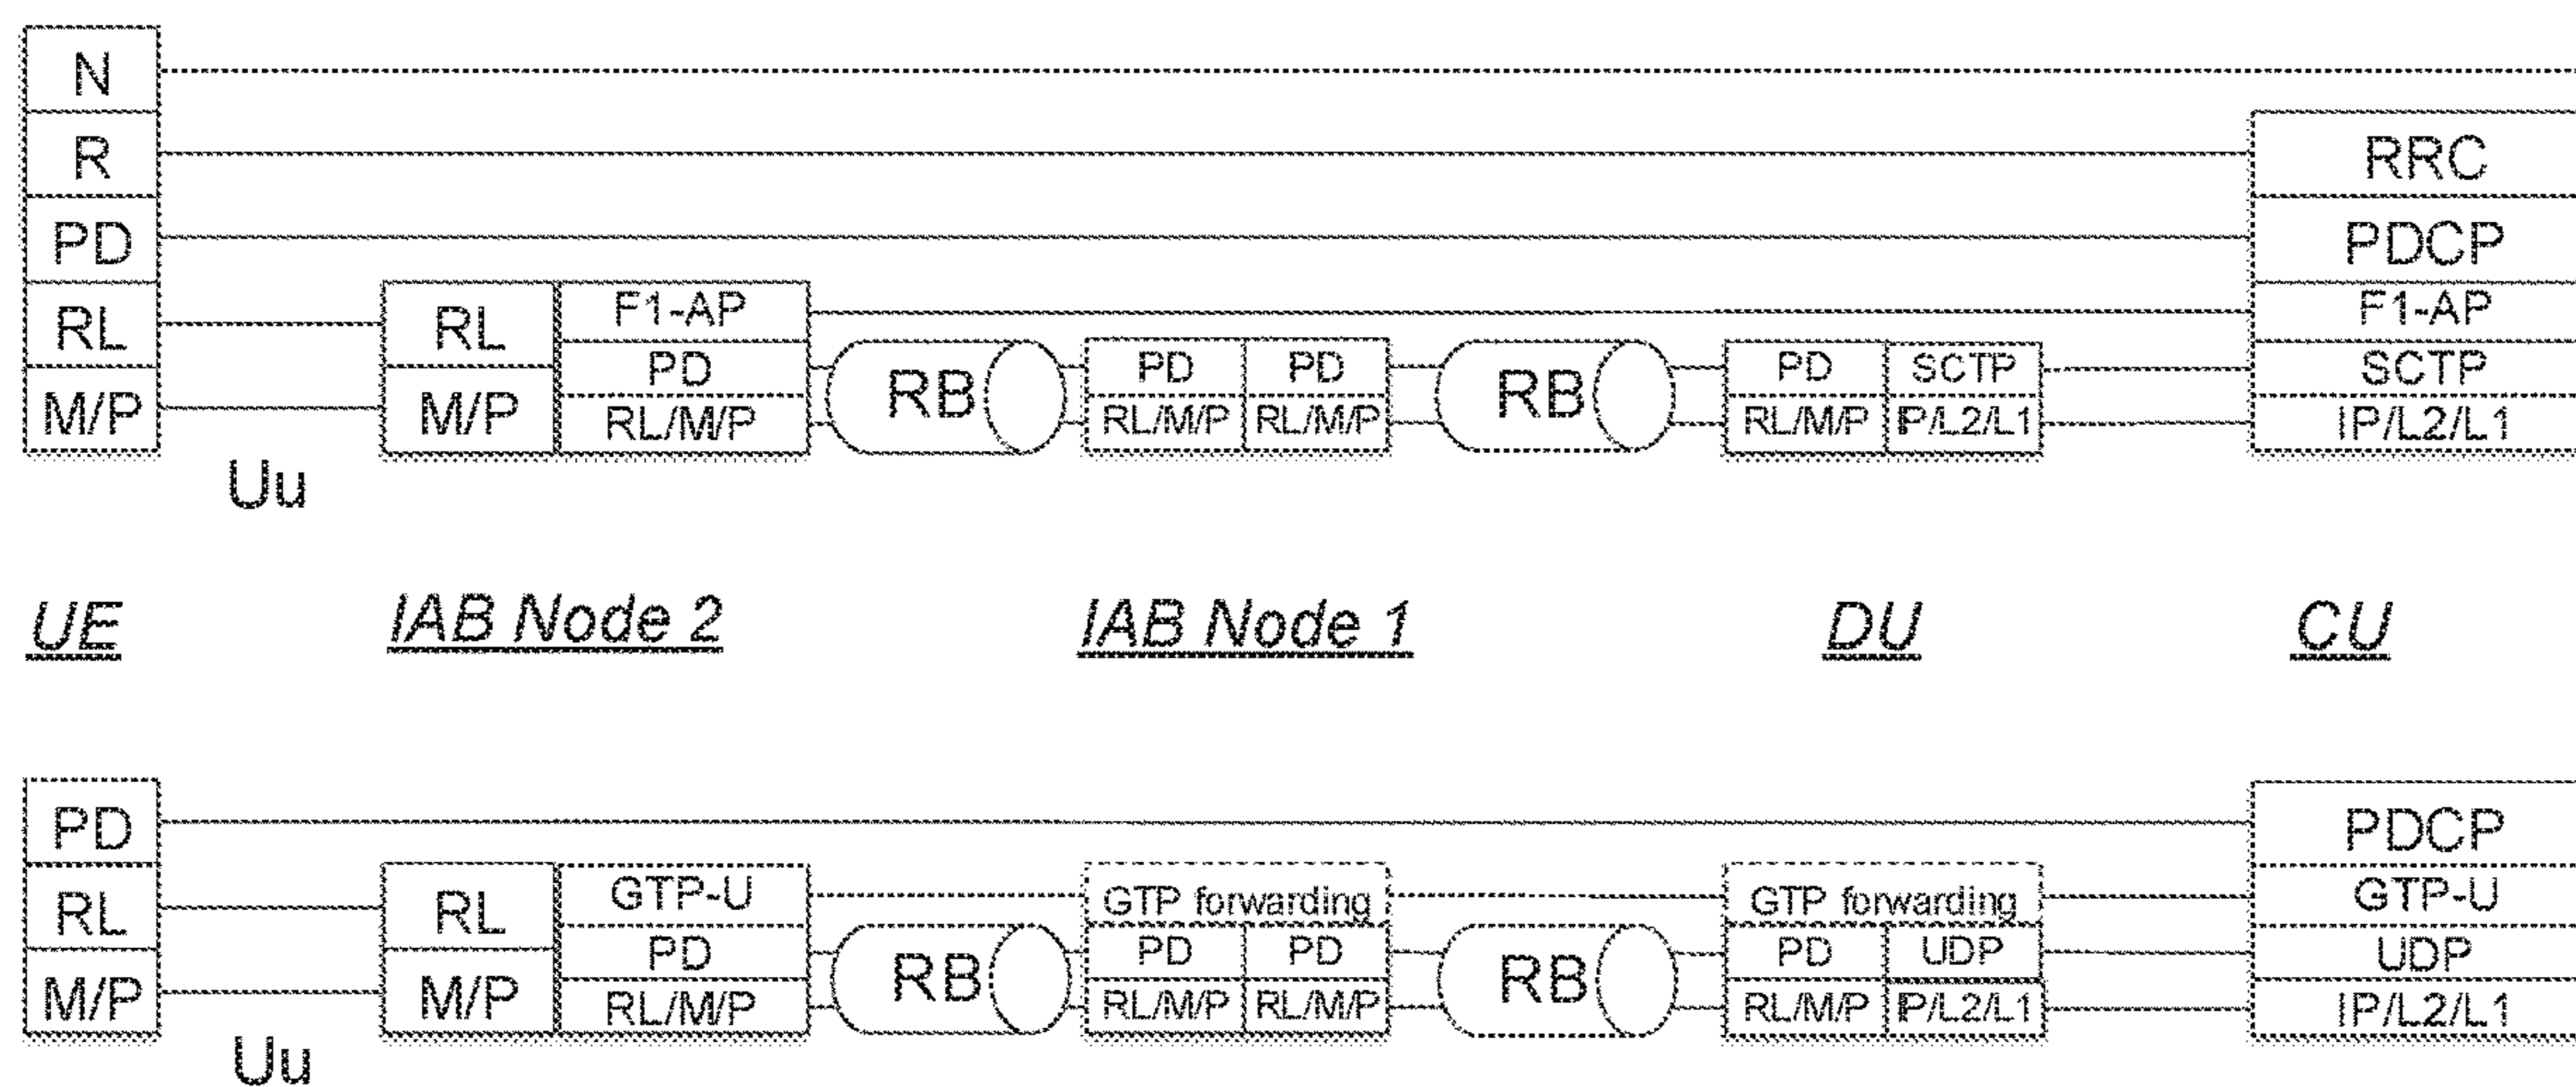 N
R RRC
PD PDCP
RL RL F1-AP F1-AP
PD RB PD PD RB PD SCTP SCTP
M/P M/P RL/M/P RL/M/P RL/M/P RL/M/P IP/L2/L1 IP/L2/L1
Uu
UE IAB Node 2 IAB Node 1 DU CU
PD PDCP
RL RL GTP-U GTP forwarding GTP forwarding GTP-U
PD RB PD PD RB PD UDP UDP
M/P M/P RL/M/P RL/M/P RL/M/P RL/M/P IP/L2/L1 IP/L2/L1
Uu